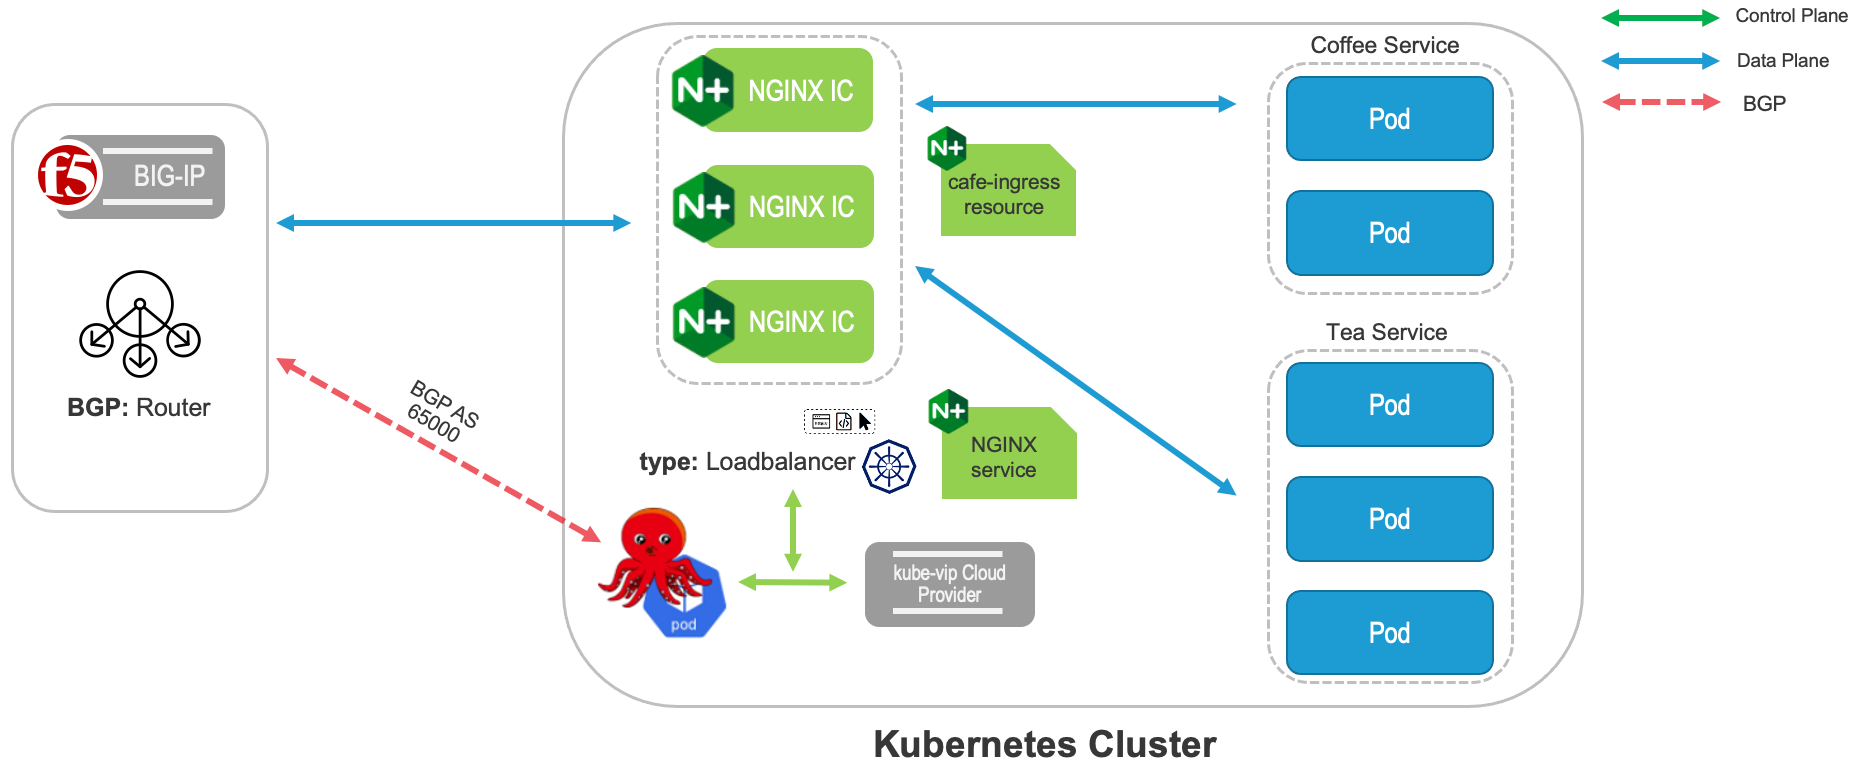 Control Plane
Data Plane
BGP
f5
BIG-IP
BGP: Router
BGP AS
65000
N+
NGINX IC
N+
NGINX IC
N+
NGINX IC
N+
cafe-ingress
resource
Coffee Service
Pod
Pod
Tea Service
Pod
Pod
Pod
type: Loadbalancer
N+
NGINX
service
pod
kube-vip Cloud
Provider
Kubernetes Cluster